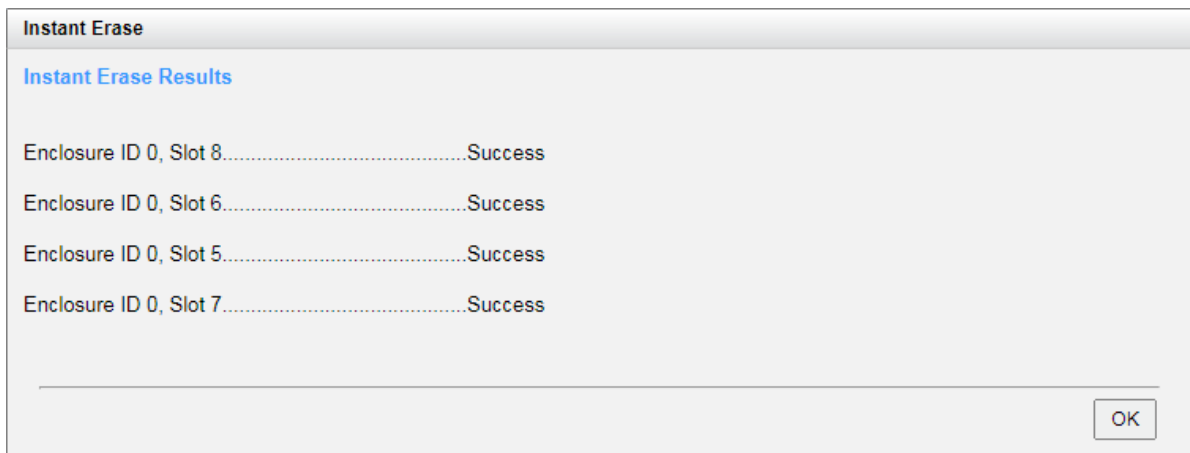 Instant Erase
Instant Erase Results
Enclosure ID 0, Slot 8...........................................Success
Enclosure ID 0, Slot 6...........................................Success
Enclosure ID 0, Slot 5...........................................Success
Enclosure ID 0, Slot 7...........................................Success
OK